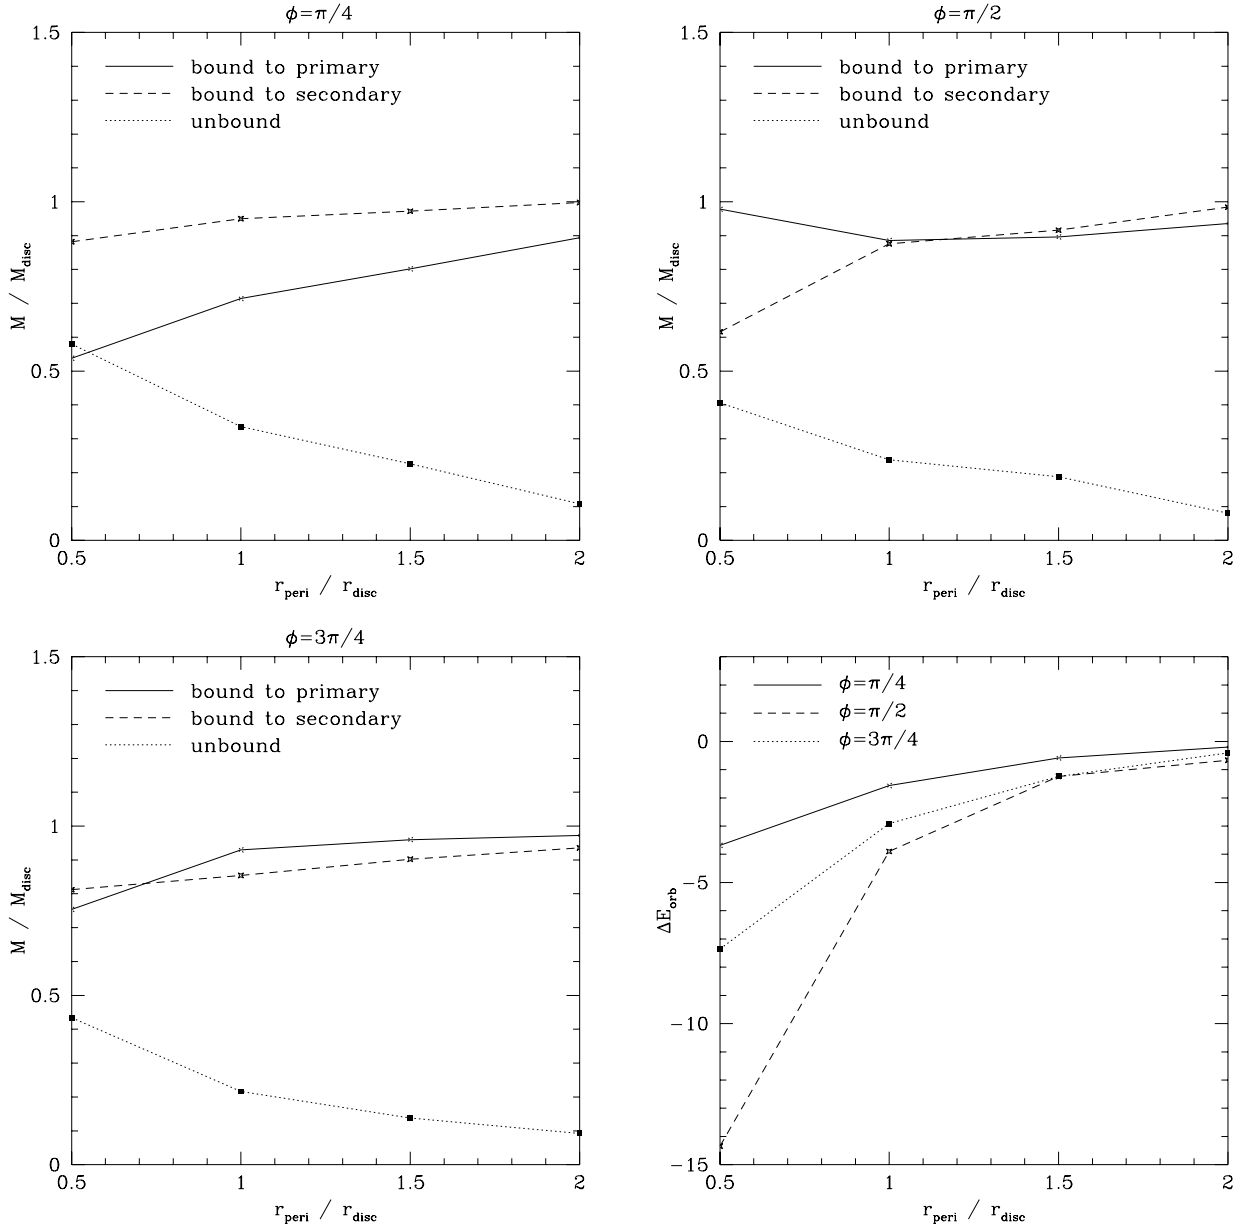 ϕ=π/4
1.5
bound to primary
bound to secondary
unbound
1
M / M_disc
0.5
0
0.5 1 1.5 2
r_peri / r_disc
ϕ=π/2
1.5
bound to primary
bound to secondary
unbound
1
M / M_disc
0.5
0
0.5 1 1.5 2
r_peri / r_disc
ϕ=3π/4
1.5
bound to primary
bound to secondary
unbound
1
M / M_disc
0.5
0
0.5 1 1.5 2
r_peri / r_disc
ϕ=π/4
ϕ=π/2
ϕ=3π/4
0
−5
ΔE_orb
−10
−15
0.5 1 1.5 2
r_peri / r_disc